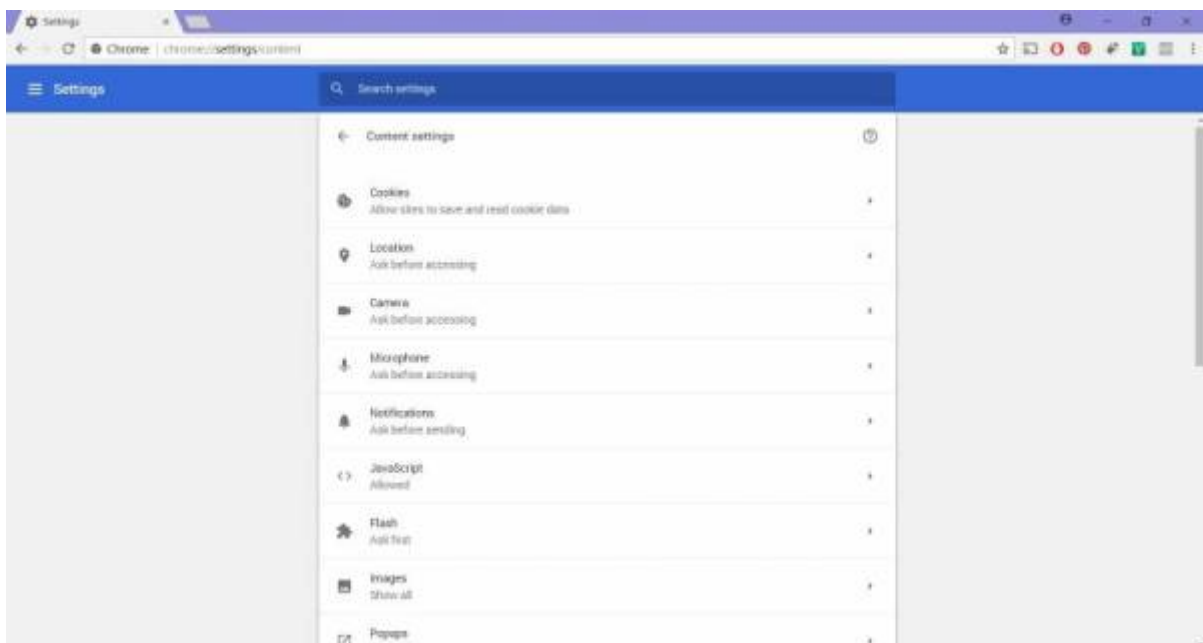 Settings
Chrome | chrome://settings/content
Settings
Search settings
Content settings
Cookies
Allow sites to save and read cookie data
Location
Ask before accessing
Camera
Ask before accessing
Microphone
Ask before accessing
Notifications
Ask before sending
JavaScript
Allowed
Flash
Ask first
Images
Show all
Popups